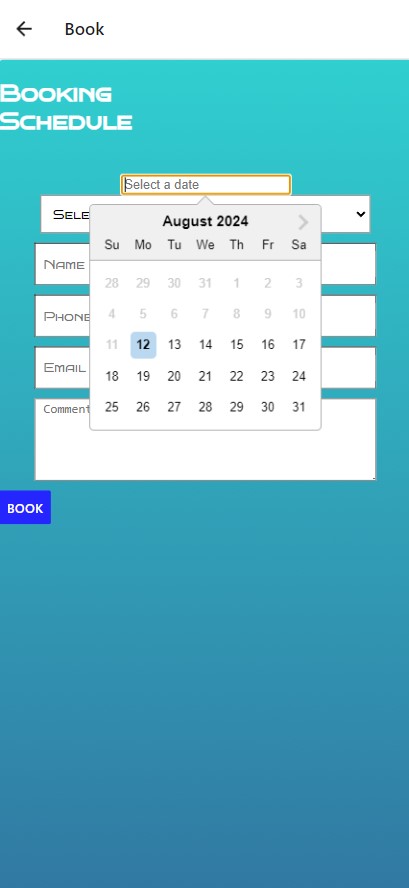 Book
Booking
Schedule
Select a date
August 2024
Su Mo Tu We Th Fr Sa
28 29 30 31 1 2 3
4 5 6 7 8 9 10
11 12 13 14 15 16 17
18 19 20 21 22 23 24
25 26 27 28 29 30 31
Name
Phone
Email
BOOK